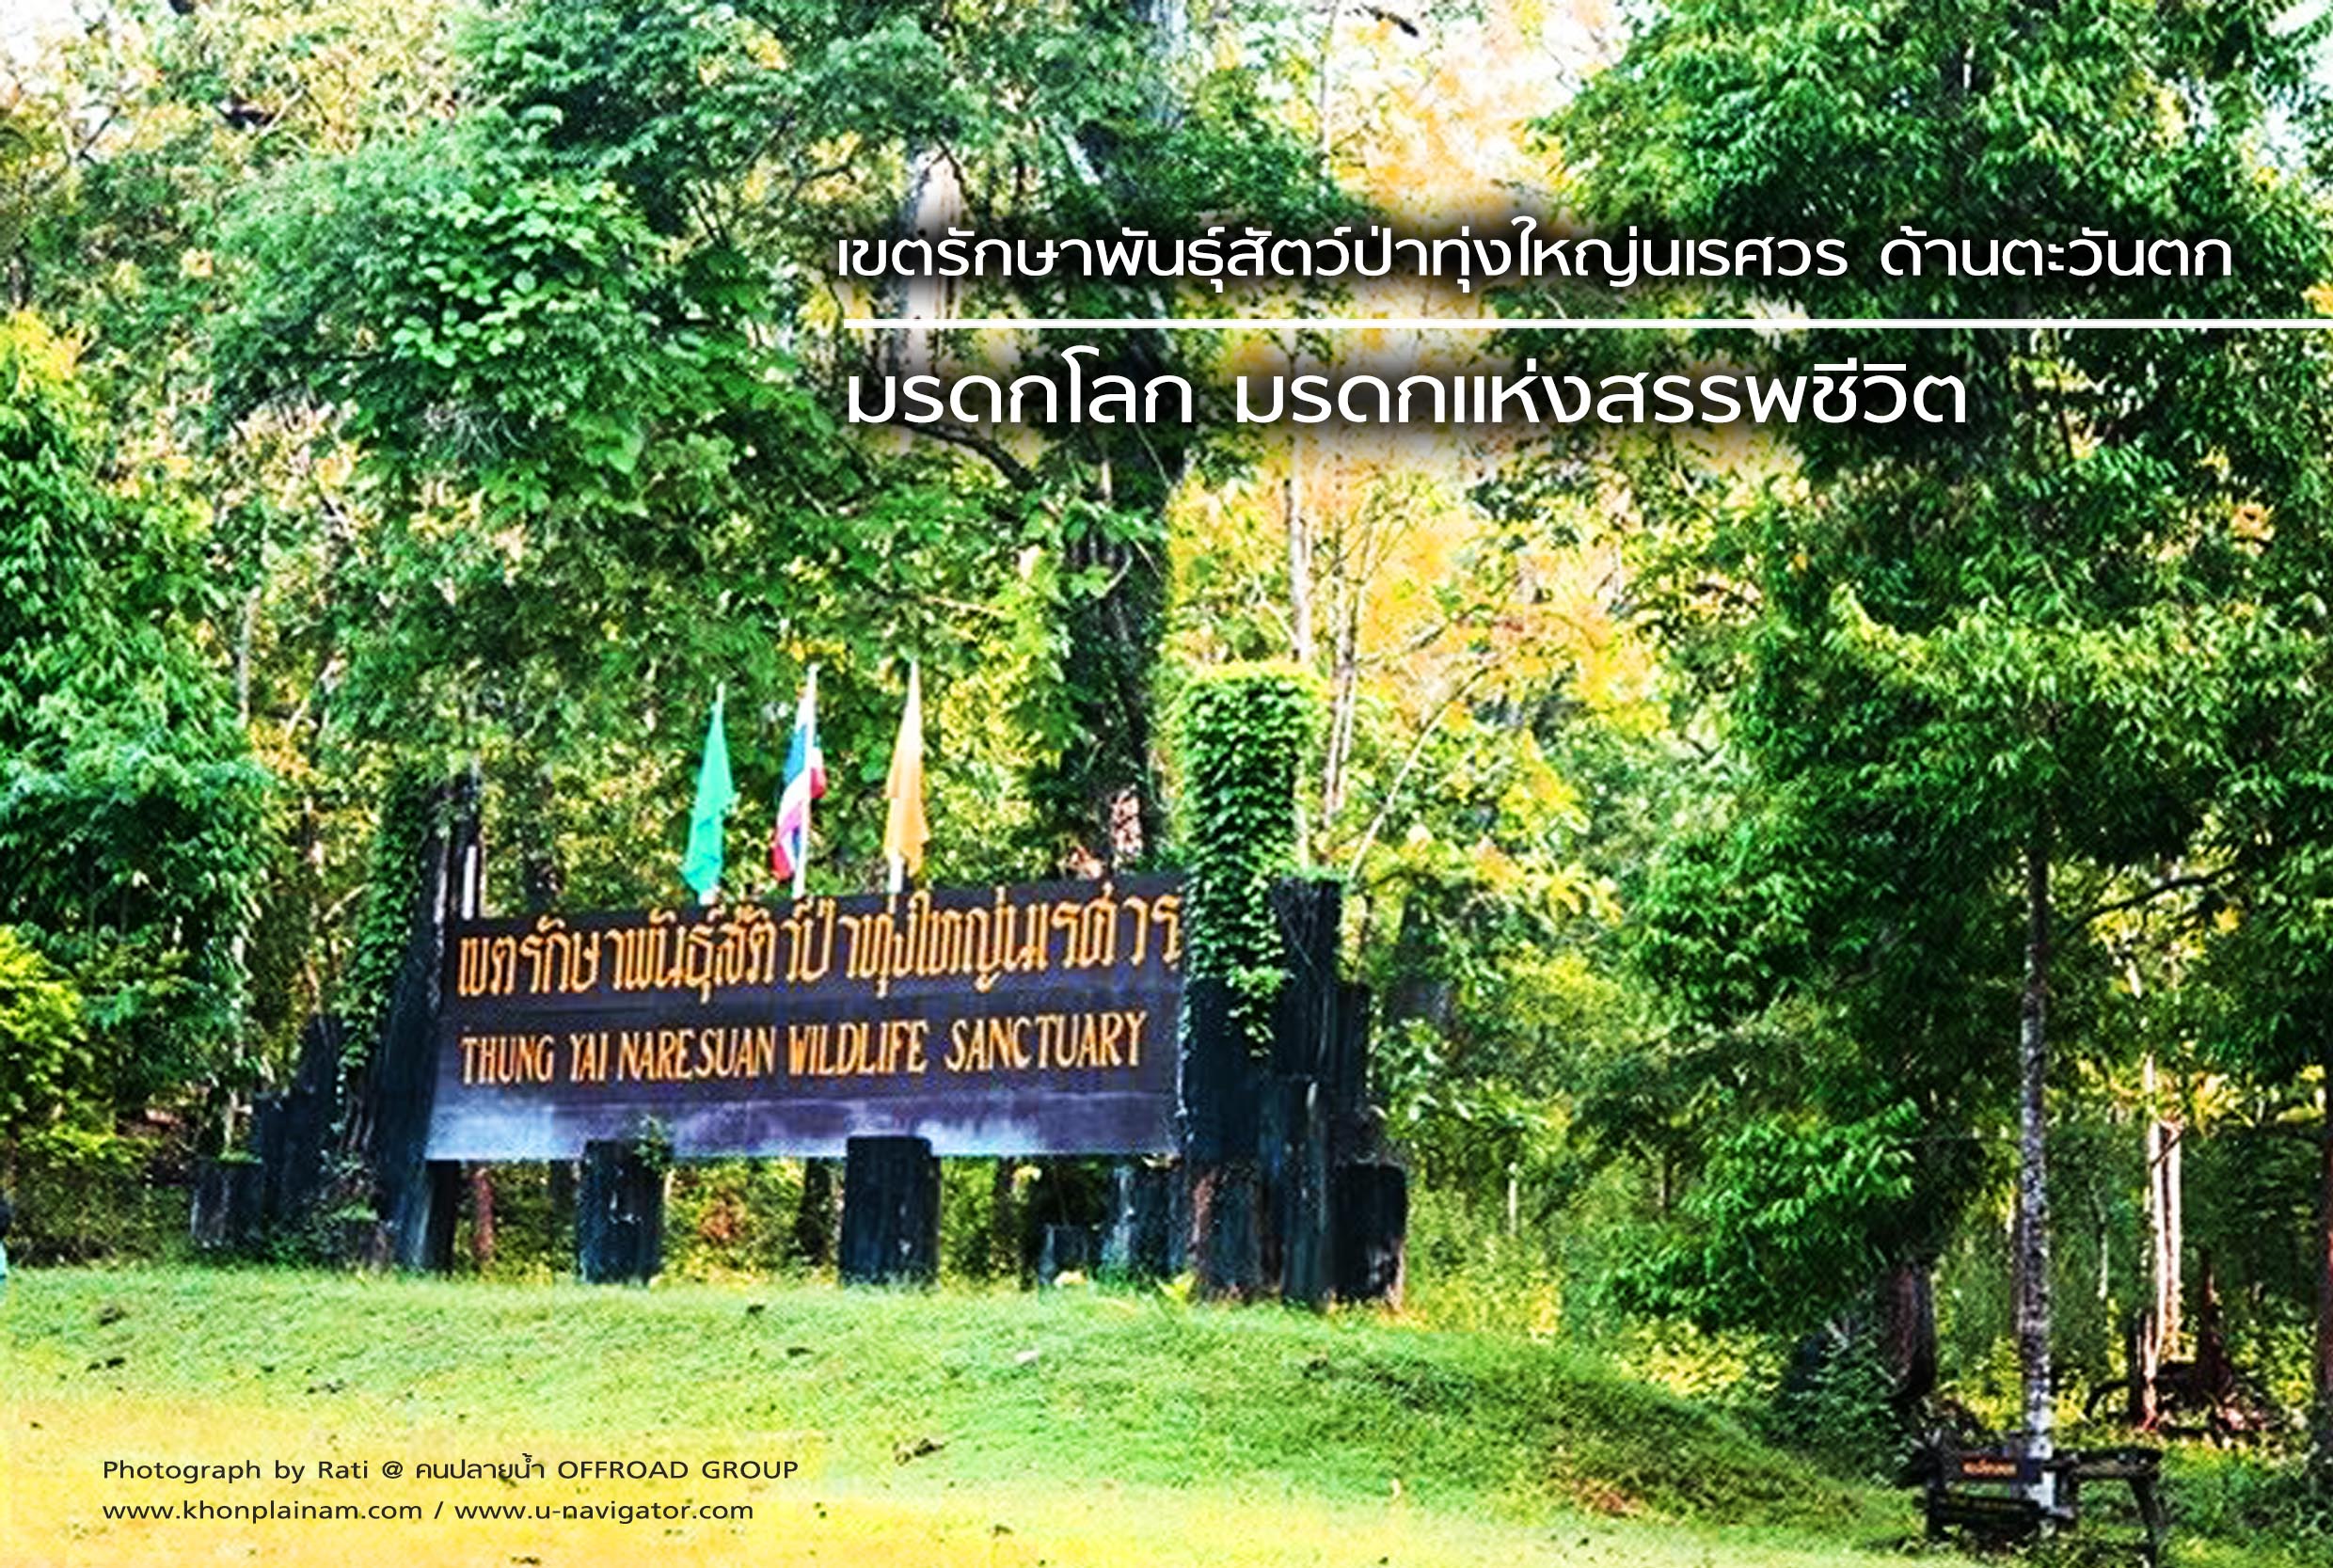 เขตรักษาพันธุ์สัตว์ป่าทุ่งใหญ่นเรศวร ด้านตะวันตก
มรดกโลก มรดกแห่งสรรพชีวิต
เขตรักษาพันธุ์สัตว์ป่าทุ่งใหญ่นเรศวร
THUNG YAI NARESUAN WILDLIFE SANCTUARY
Photograph by Rati @ คนปลายน้ำ OFFROAD GROUP
www.khonplainam.com / www.u-navigator.com